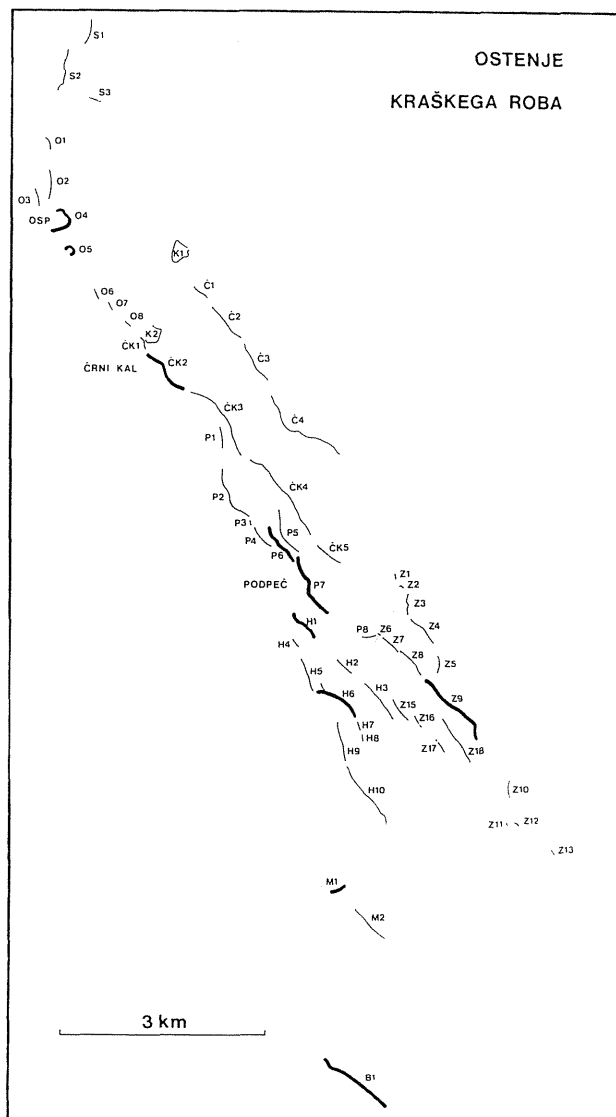 OSTENJE
KRAŠKEGA ROBA
S1
S2
S3
O1
O2
O3
OSP
O4
O5
K1
O6
O7
O8
K2
Č1
Č2
Č3
Č4
ČK1
ČK2
ČRNI KAL
ČK3
P1
ČK4
P2
P3
P4
P5
P6
ČK5
PODPEČ
P7
Z1
Z2
Z3
Z4
H1
P8
Z6
Z7
Z8
Z5
H4
H2
H5
H6
H3
Z9
Z15
Z16
Z17
Z18
H7
H8
H9
H10
Z10
Z11
Z12
Z13
M1
M2
3 km
B1